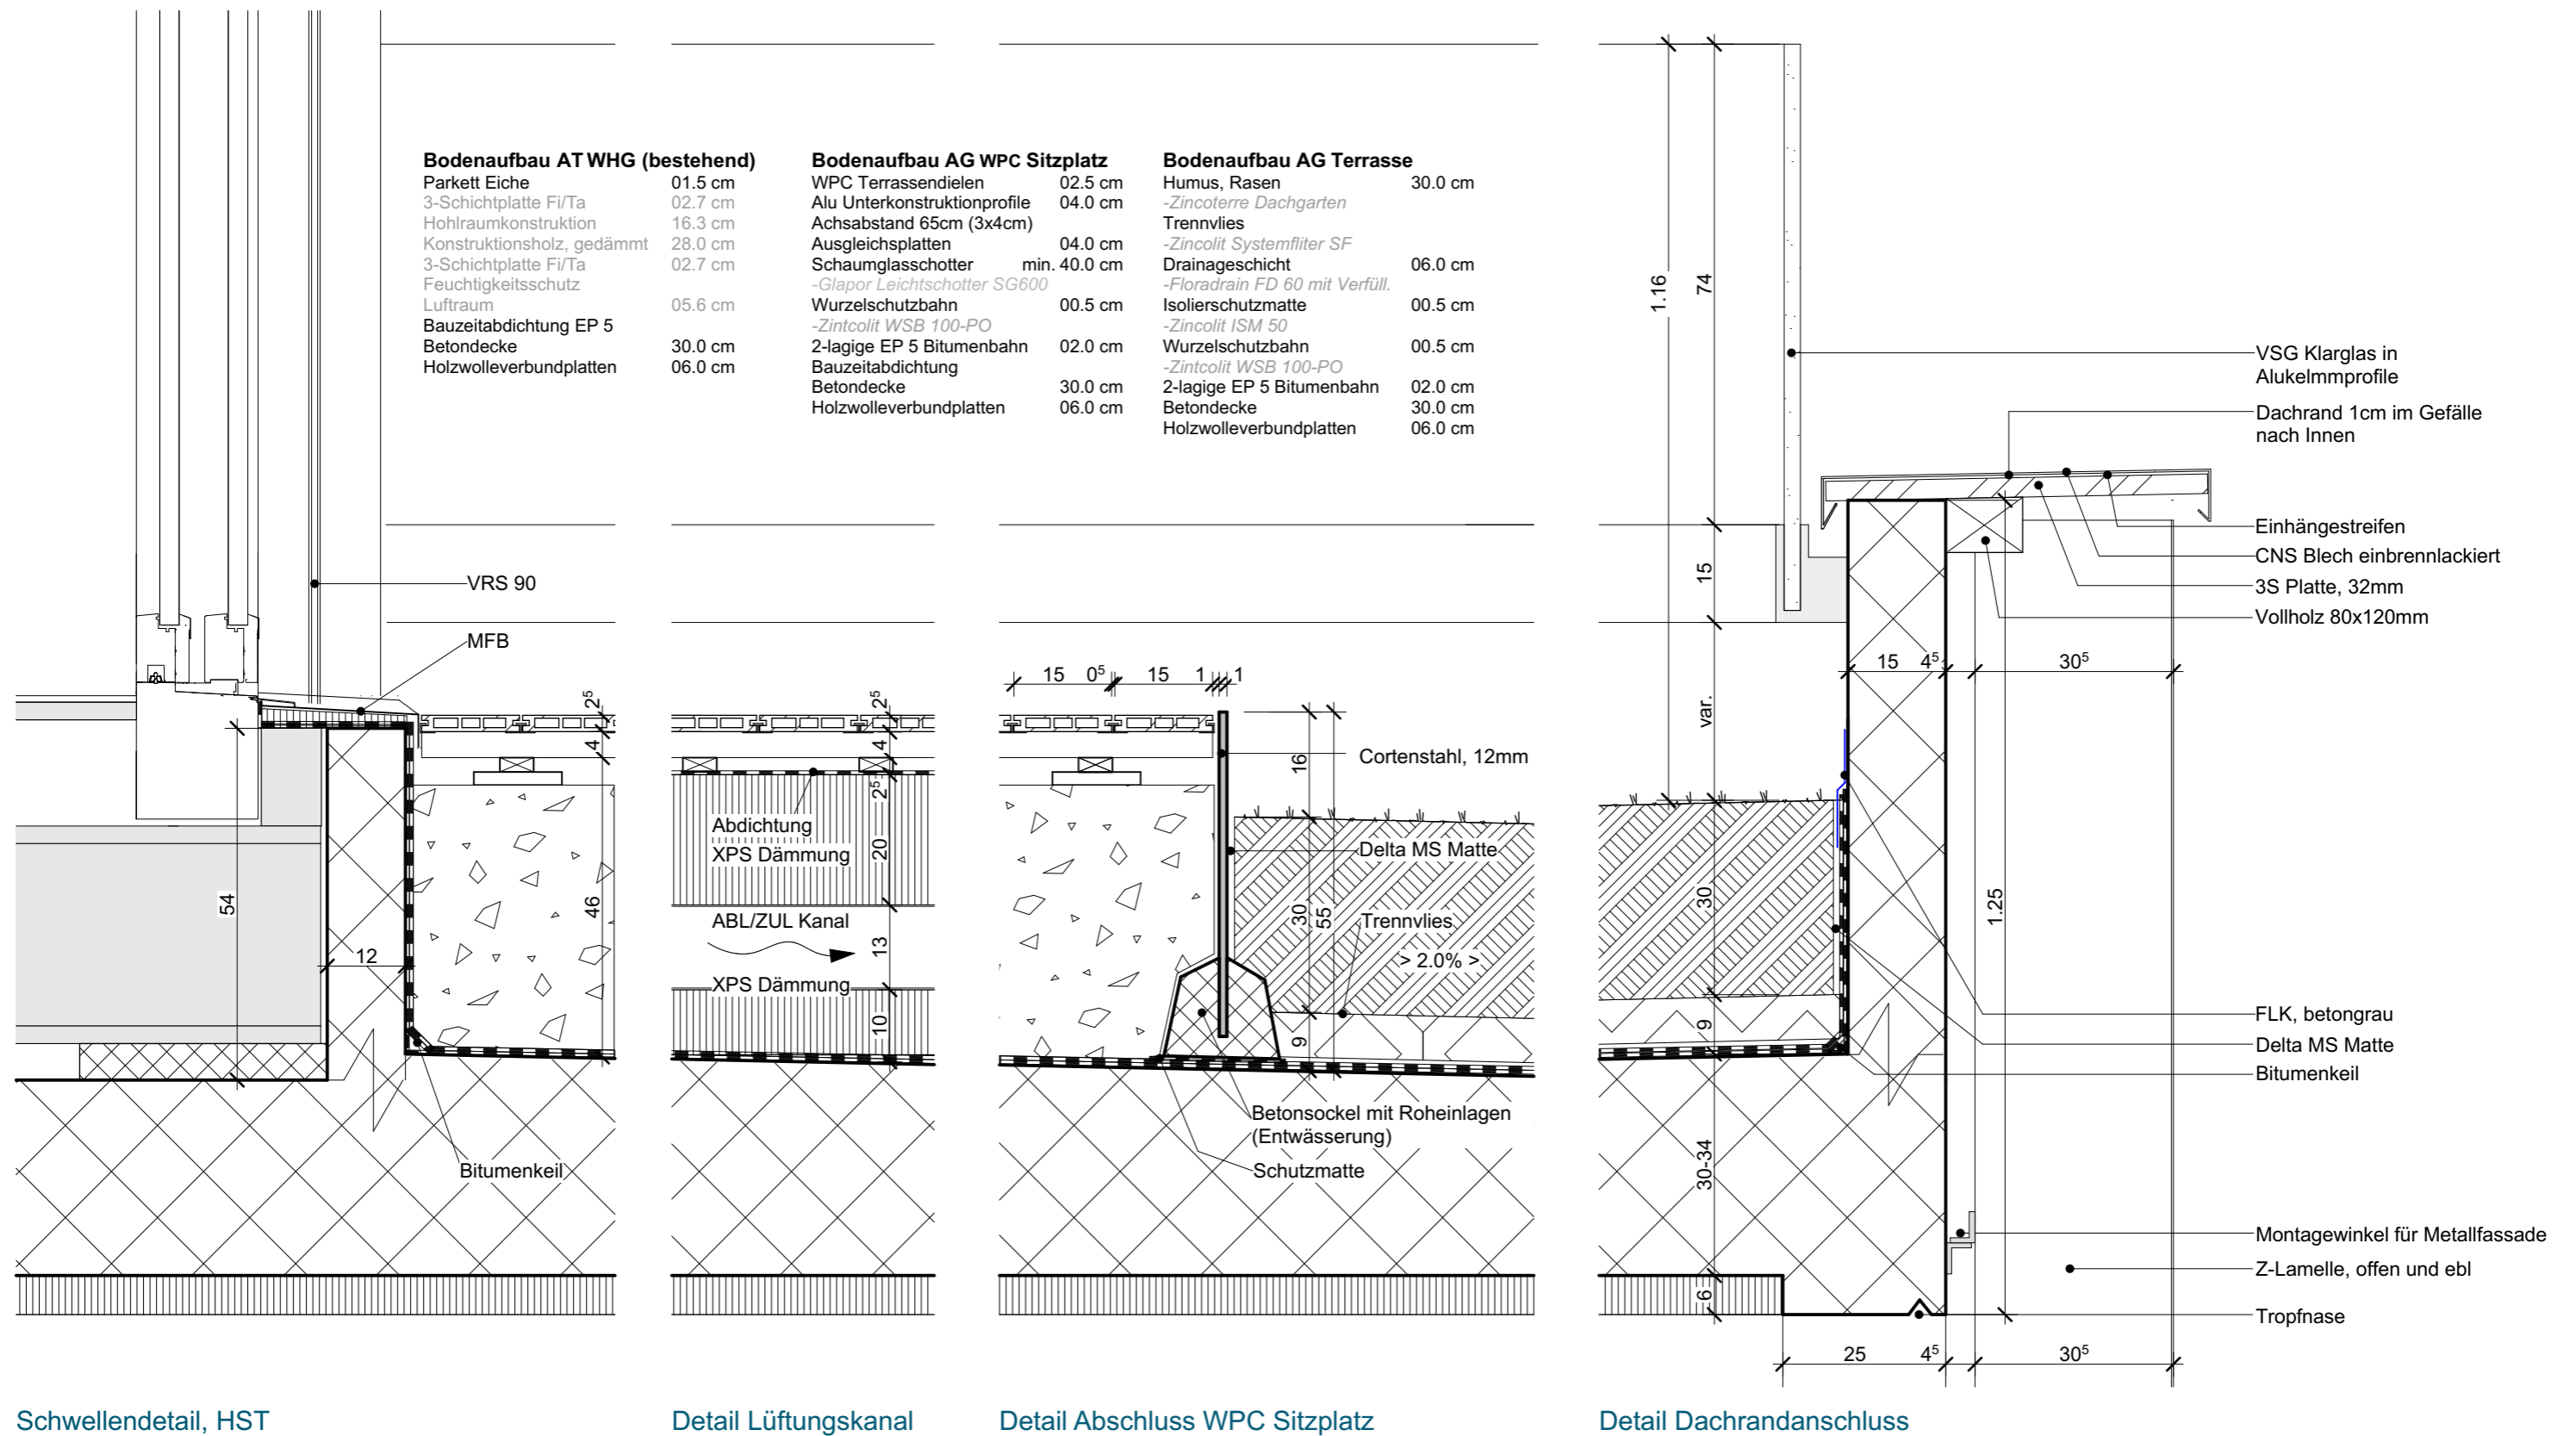 Bodenaufbau AT WHG (bestehend)
Parkett Eiche 01.5 cm
3-Schichtplatte Fi/Ta 02.7 cm
Hohlraumkonstruktion 16.3 cm
Konstruktionsholz, gedämmt 28.0 cm
3-Schichtplatte Fi/Ta 02.7 cm
Feuchtigkeitsschutz
Luftraum 05.6 cm
Bauzeitabdichtung EP 5
Betondecke 30.0 cm
Holzwolleverbundplatten 06.0 cm
Bodenaufbau AG WPC Sitzplatz
WPC Terrassendielen 02.5 cm
Alu Unterkonstruktionprofile 04.0 cm
Achsabstand 65cm (3x4cm)
Ausgleichsplatten 04.0 cm
Schaumglasschotter min. 40.0 cm
-Glapor Leichtschotter SG600
Wurzelschutzbahn 00.5 cm
-Zintcolit WSB 100-PO
2-lagige EP 5 Bitumenbahn 02.0 cm
Bauzeitabdichtung
Betondecke 30.0 cm
Holzwolleverbundplatten 06.0 cm
Bodenaufbau AG Terrasse
Humus, Rasen 30.0 cm
-Zincoterre Dachgarten
Trennvlies
-Zincolit Systemfliter SF
Drainageschicht 06.0 cm
-Floradrain FD 60 mit Verfüll.
Isolierschutzmatte 00.5 cm
-Zincolit ISM 50
Wurzelschutzbahn 00.5 cm
-Zintcolit WSB 100-PO
2-lagige EP 5 Bitumenbahn 02.0 cm
Betondecke 30.0 cm
Holzwolleverbundplatten 06.0 cm
VRS 90
MFB
2⁵
4
46
54
12
Bitumenkeil
Schwellendetail, HST
2⁵
4
2⁵
20
13
10
Abdichtung
XPS Dämmung
ABL/ZUL Kanal
XPS Dämmung
Detail Lüftungskanal
15 0⁵ 15 1 1
16
30
55
9
Cortenstahl, 12mm
Delta MS Matte
Trennvlies
> 2.0% >
Betonsockel mit Roheinlagen
(Entwässerung)
Schutzmatte
Detail Abschluss WPC Sitzplatz
1.16
74
15
var.
30
9
30-34
6
15 4⁵ 30⁵
1.25
25 4⁵ 30⁵
VSG Klarglas in
Alukelmmprofile
Dachrand 1cm im Gefälle
nach Innen
Einhängestreifen
CNS Blech einbrennlackiert
3S Platte, 32mm
Vollholz 80x120mm
FLK, betongrau
Delta MS Matte
Bitumenkeil
Montagewinkel für Metallfassade
Z-Lamelle, offen und ebl
Tropfnase
Detail Dachrandanschluss